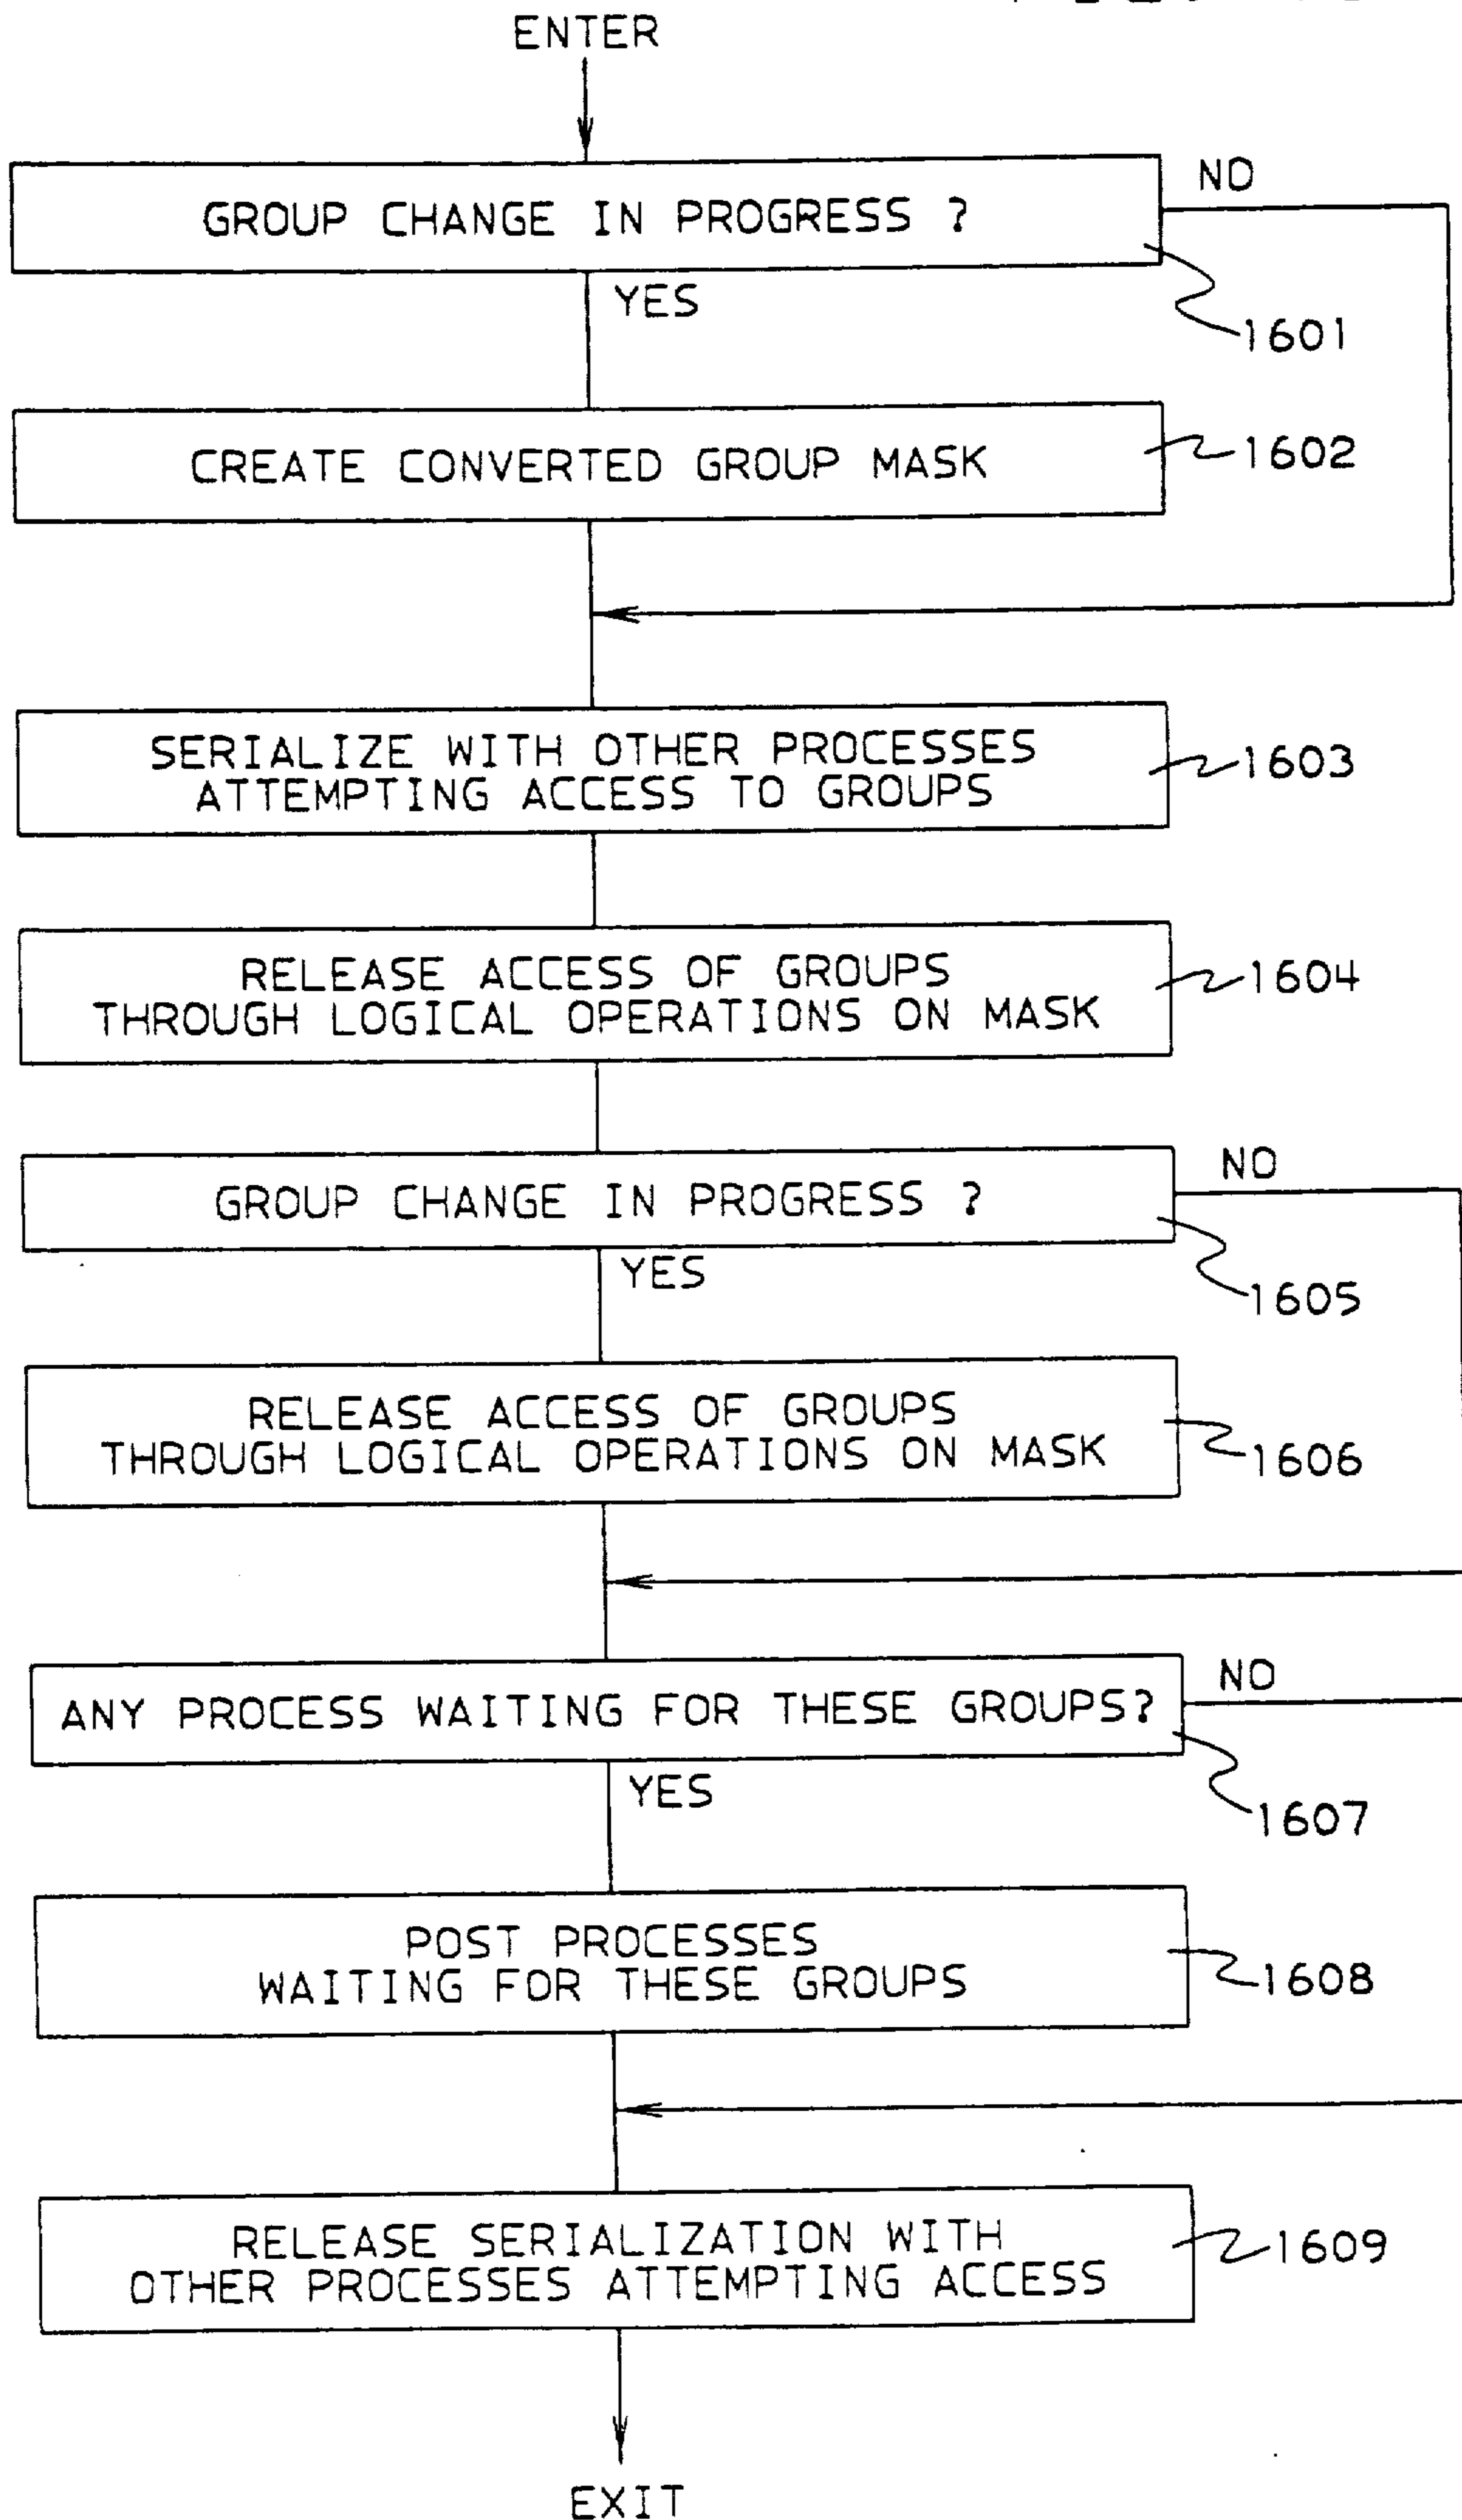 ENTER
GROUP CHANGE IN PROGRESS ?
NO
YES
1601
CREATE CONVERTED GROUP MASK
1602
SERIALIZE WITH OTHER PROCESSES
ATTEMPTING ACCESS TO GROUPS
1603
RELEASE ACCESS OF GROUPS
THROUGH LOGICAL OPERATIONS ON MASK
1604
GROUP CHANGE IN PROGRESS ?
NO
YES
1605
RELEASE ACCESS OF GROUPS
THROUGH LOGICAL OPERATIONS ON MASK
1606
ANY PROCESS WAITING FOR THESE GROUPS?
NO
YES
1607
POST PROCESSES
WAITING FOR THESE GROUPS
1608
RELEASE SERIALIZATION WITH
OTHER PROCESSES ATTEMPTING ACCESS
1609
EXIT